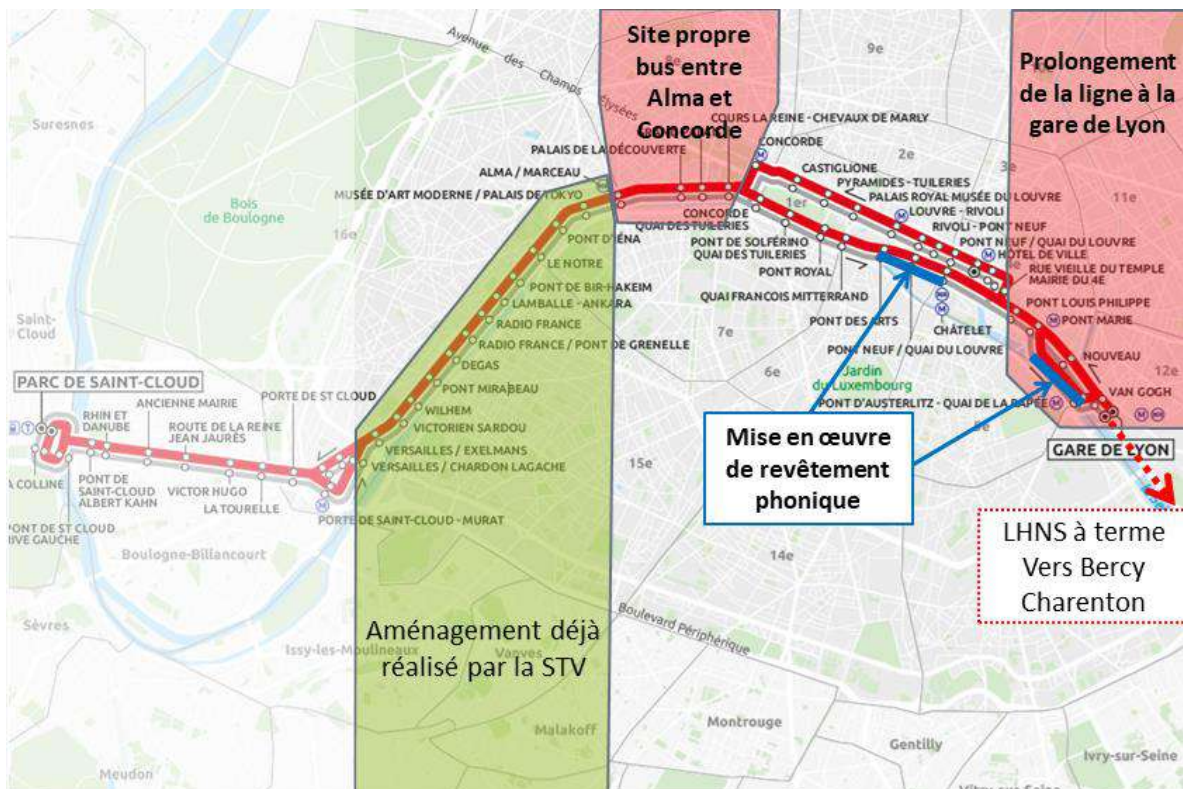 Site propre
bus entre
Alma et
Concorde
Prolongement
de la ligne à la
gare de Lyon
Avenue des Champs Élysées
8e
9e
Suresnes
COURS LA REINE - CHEVAUX DE MARLY
PALAIS DE LA DÉCOUVERTE
CONCORDE
ALMA / MARCEAU
CASTIGLIONE
2e
3e
PYRAMIDES - TUILERIES
MUSÉE D'ART MODERNE / PALAIS DE TOKYO
PALAIS ROYAL MUSÉE DU LOUVRE
11e
Bois
de Boulogne
16e
1er
LOUVRE - RIVOLI
CONCORDE
QUAI DES TUILERIES
RIVOLI - PONT NEUF
PONT D'IÉNA
PONT DE SOLFÉRINO
QUAI DES TUILERIES
PONT NEUF / QUAI DU LOUVRE
HÔTEL DE VILLE
LE NOTRE
PONT ROYAL
4e
RUE VIEILLE DU TEMPLE
MAIRIE DU 4E
PONT DE BIR-HAKEIM
QUAI FRANÇOIS MITTERRAND
LAMBALLE - ANKARA
PONT LOUIS PHILIPPE
Saint-
Cloud
RADIO FRANCE
PONT DES ARTS
CHÂTELET
PONT MARIE
7e
RADIO FRANCE / PONT DE GRENELLE
PONT NEUF / QUAI DU LOUVRE
NOUVEAU
DEGAS
6e
Jardin
du Luxembourg
12e
PARC DE SAINT-CLOUD
PORTE DE ST CLOUD
PONT MIRABEAU
VAN GOGH
ANCIENNE MAIRIE
PONT D'AUSTERLITZ - QUAI DE LA RAPÉE
RHIN ET
DANUBE
WILHEM
ROUTE DE LA REINE
JEAN JAURÈS
VICTORIEN SARDOU
5e
Mise en œuvre
de revêtement
phonique
VERSAILLES / EXELMANS
GARE DE LYON
15e
VERSAILLES / CHARDON LAGACHE
A COLLINE
PONT DE
SAINT-CLOUD
ALBERT KAHN
VICTOR HUGO
LA TOURELLE
PORTE DE SAINT-CLOUD - MURAT
PONT DE ST CLOUD
RIVE GAUCHE
LHNS à terme
Vers Bercy
Charenton
Boulogne-Billancourt
14e
Boulevard Périphérique
Sèvres
Aménagement déjà
réalisé par la STV
Issy-les-Moulineaux
Vanves
Malakoff
Montrouge
Gentilly
Ivry-sur-Seine
Meudon
Vitry-sur-Seine